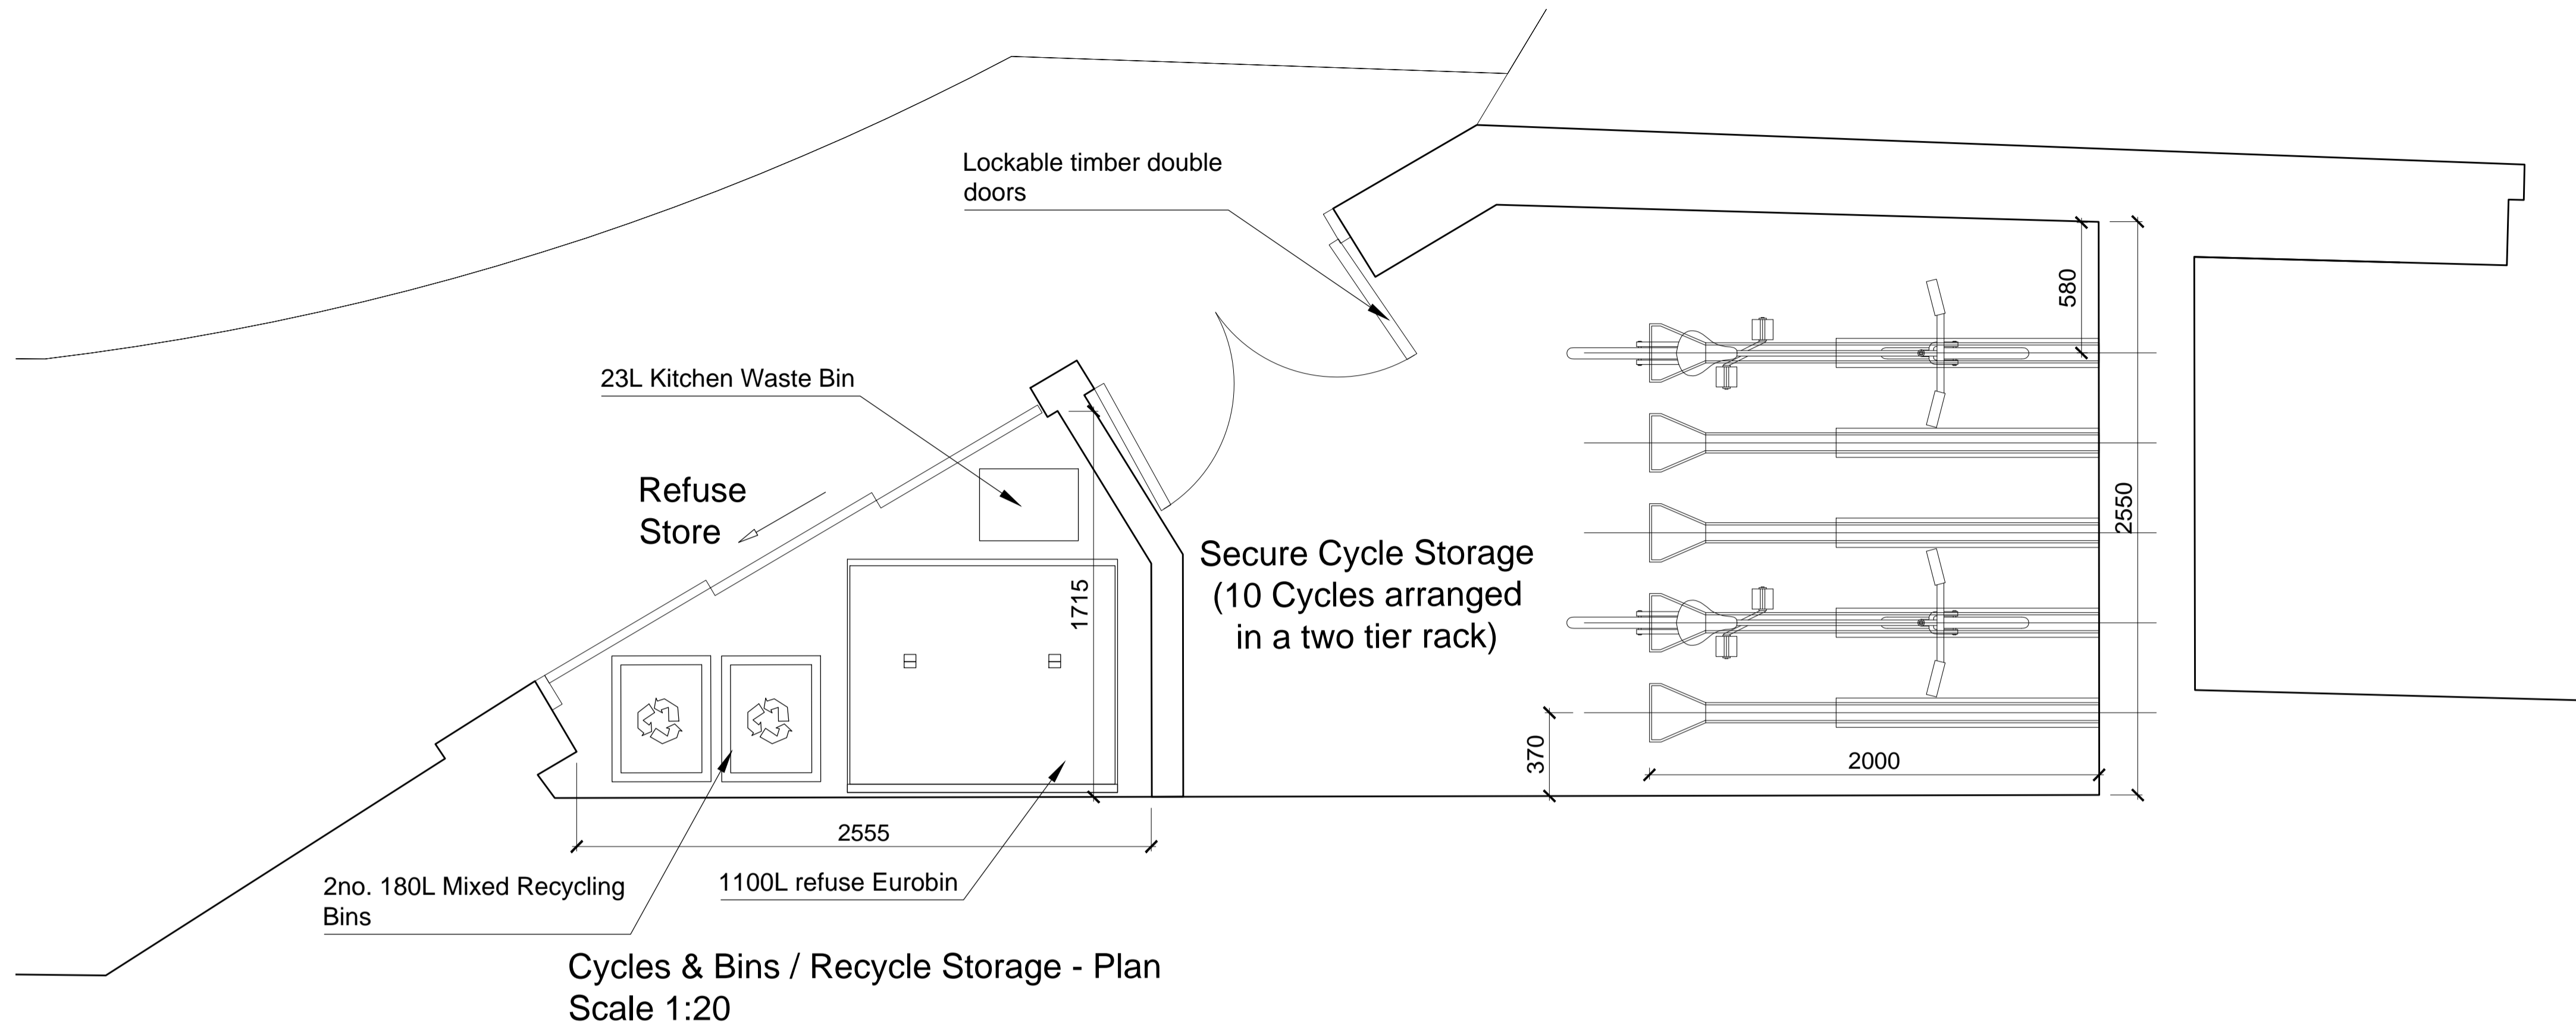 Lockable timber double
doors
580
23L Kitchen Waste Bin
Refuse
Store
2550
Secure Cycle Storage
(10 Cycles arranged
in a two tier rack)
1715
370
2000
2555
2no. 180L Mixed Recycling
Bins
1100L refuse Eurobin
Cycles & Bins / Recycle Storage - Plan
Scale 1:20